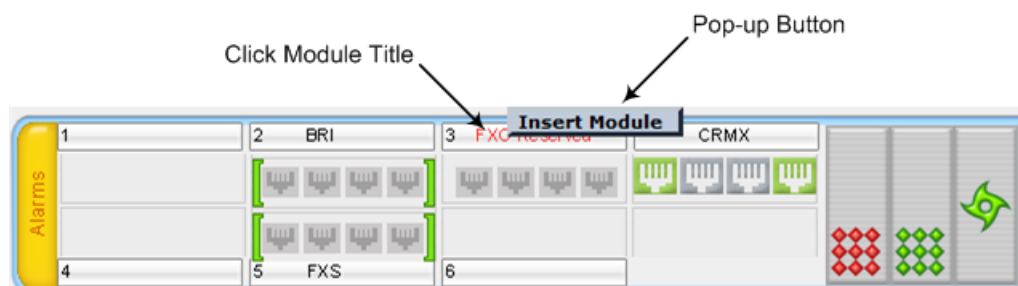 Pop-up Button
Click Module Title
Insert Module
1
2 BRI
3 FXO Reserved
CRMX
Alarms
4
5 FXS
6